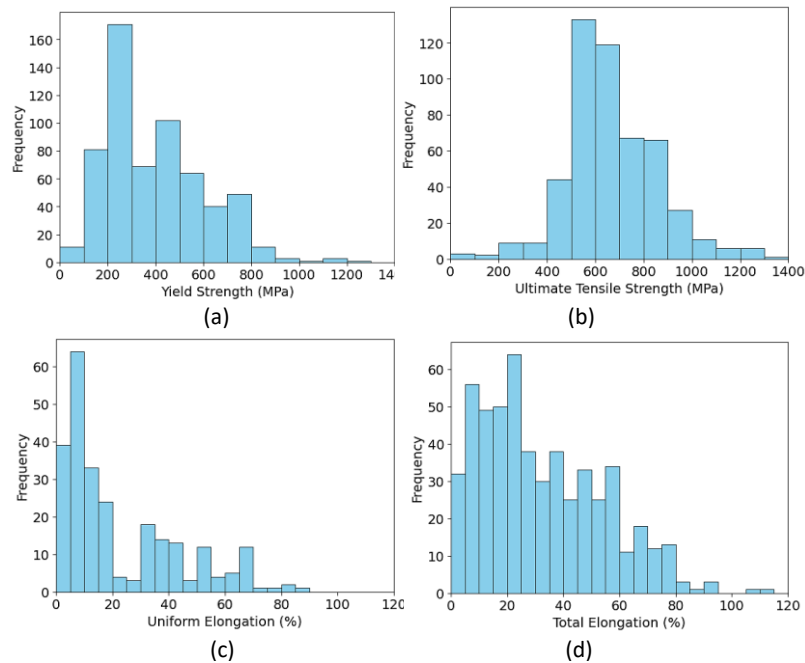 160
140
120
100
80
60
40
20
0
Frequency
0 200 400 600 800 1000 1200 140
Yield Strength (MPa)
(a)
120
100
80
60
40
20
0
Frequency
0 200 400 600 800 1000 1200 1400
Ultimate Tensile Strength (MPa)
(b)
60
50
40
30
20
10
0
Frequency
0 20 40 60 80 100 120
Uniform Elongation (%)
(c)
60
50
40
30
20
10
0
Frequency
0 20 40 60 80 100 120
Total Elongation (%)
(d)